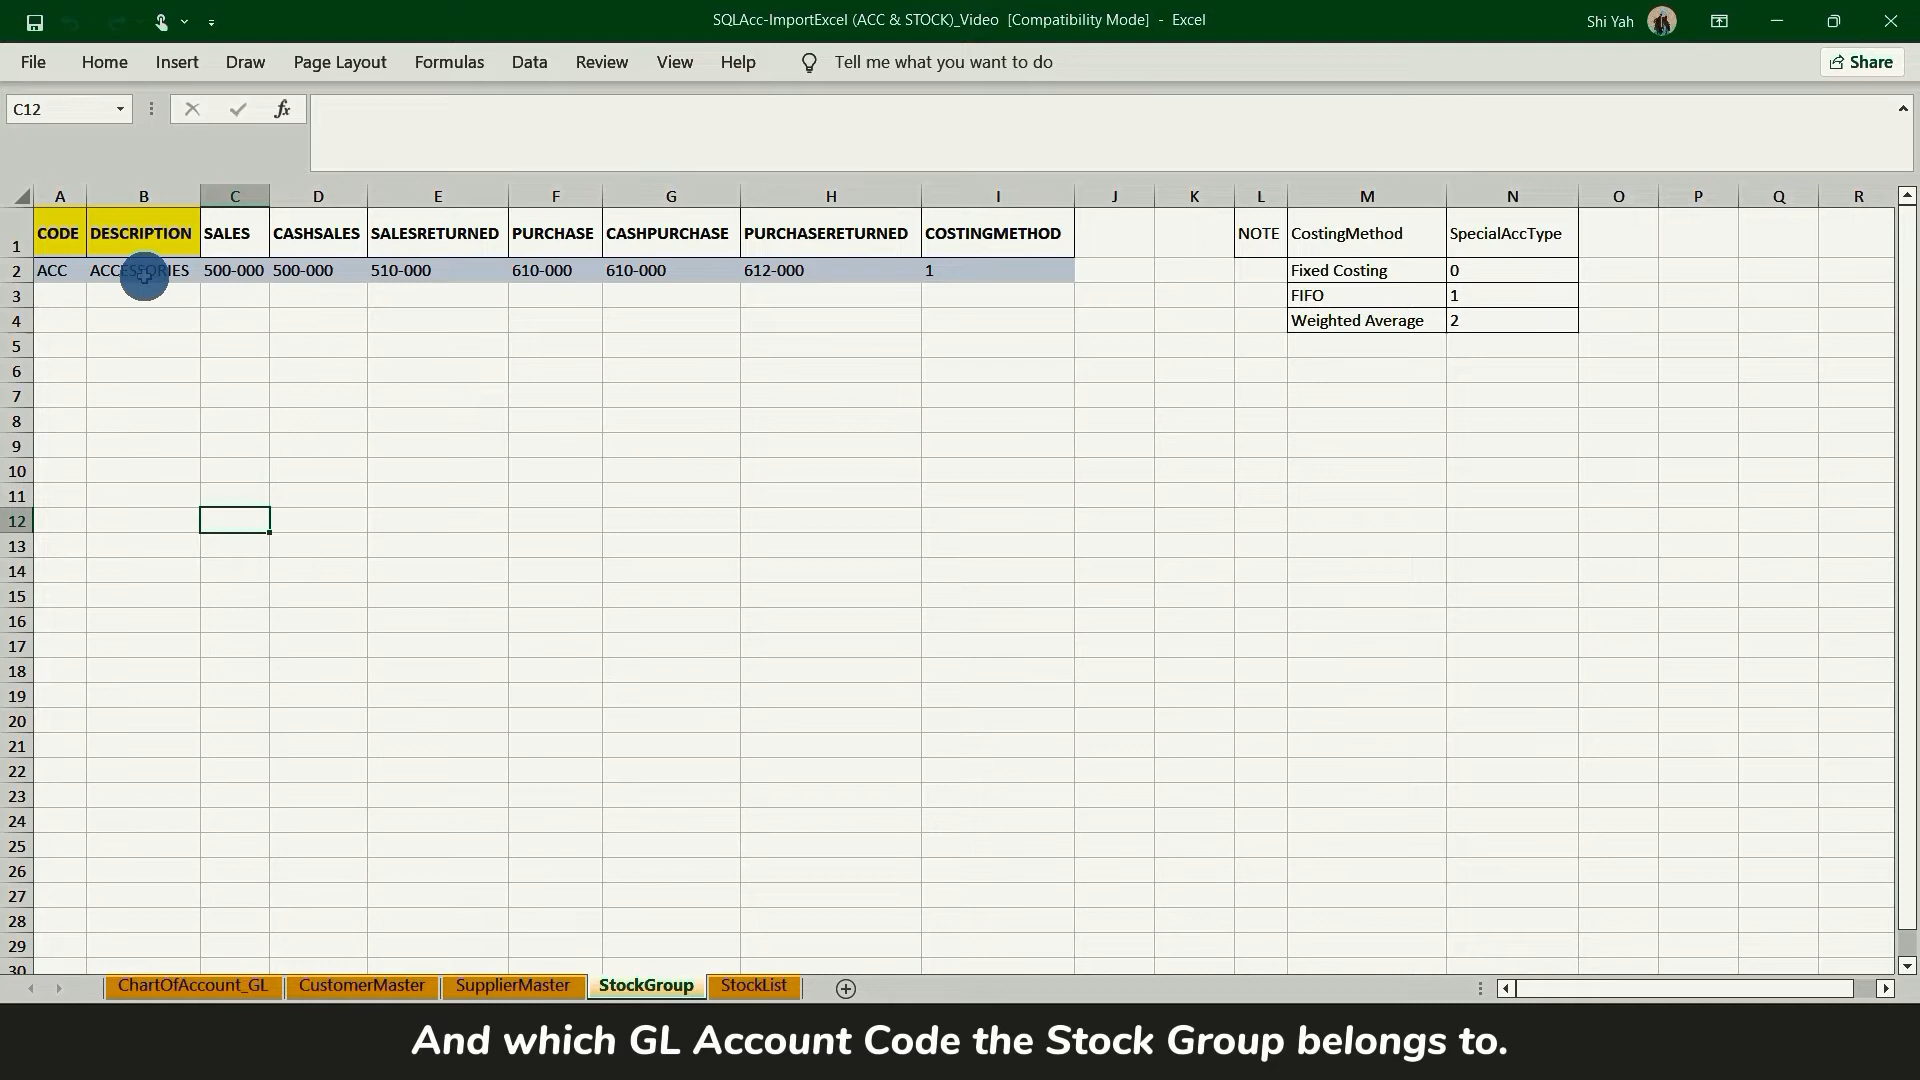 SQLAcc-ImportExcel (ACC & STOCK)_Video [Compatibility Mode] - Excel
Shi Yah
File Home Insert Draw Page Layout Formulas Data Review View Help Tell me what you want to do Share
C12 fx
A B C D E F G H I J K L M N O P Q R
1 CODE DESCRIPTION SALES CASHSALES SALESRETURNED PURCHASE CASHPURCHASE PURCHASERETURNED COSTINGMETHOD NOTE CostingMethod SpecialAccType
2 ACC ACCESSORIES 500-000 500-000 510-000 610-000 610-000 612-000 1 Fixed Costing 0
3 FIFO 1
4 Weighted Average 2
5
6
7
8
9
10
11
12
13
14
15
16
17
18
19
20
21
22
23
24
25
26
27
28
29
30
ChartOfAccount_GL CustomerMaster SupplierMaster StockGroup StockList
And which GL Account Code the Stock Group belongs to.